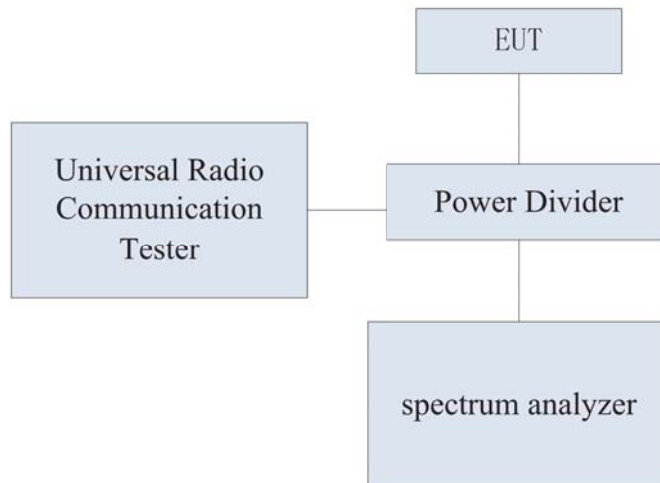 EUT
Universal Radio
Communication
Tester
Power Divider
spectrum analyzer